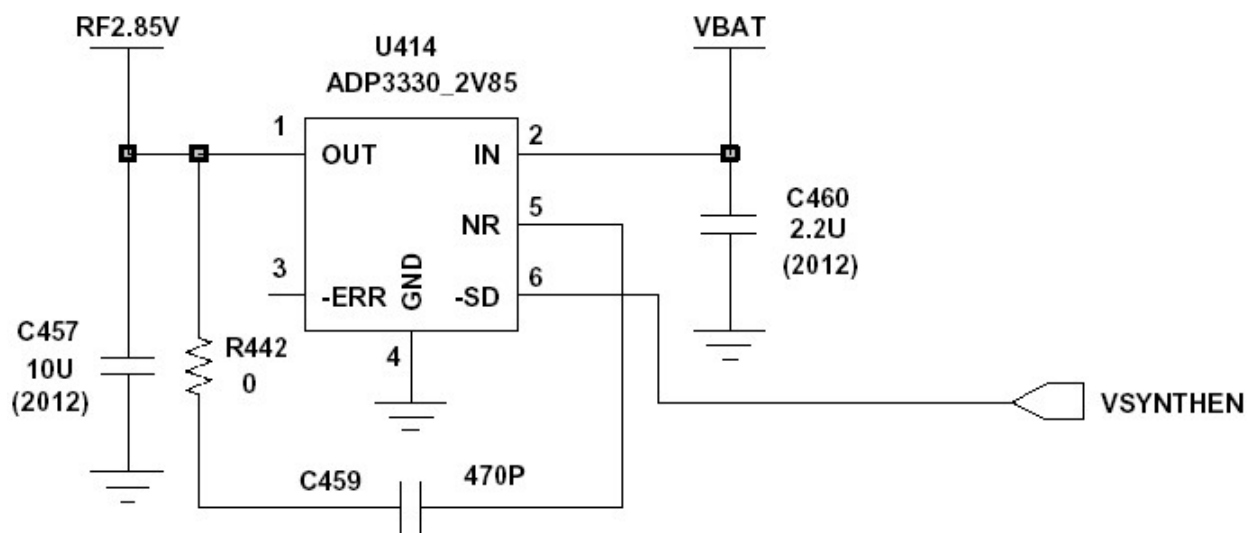 RF2.85V
VBAT
U414
ADP3330_2V85
1
2
OUT
IN
C460
2.2U
(2012)
5
NR
3
6
-ERR
GND
-SD
C457
10U
(2012)
R442
0
4
VSYNTHEN
C459
470P